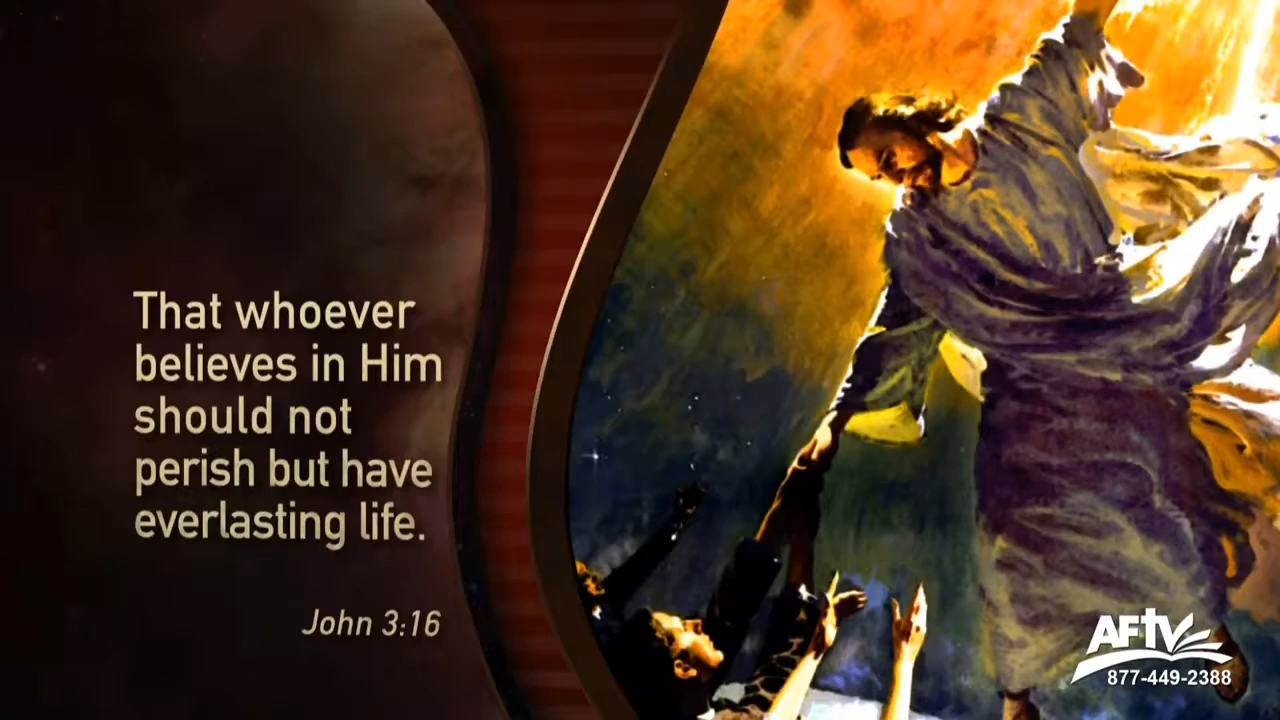 That whoever
believes in Him
should not
perish but have
everlasting life.
John 3:16
AFTV
877-449-2388